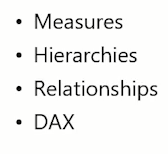 • Measures
• Hierarchies
• Relationships
• DAX